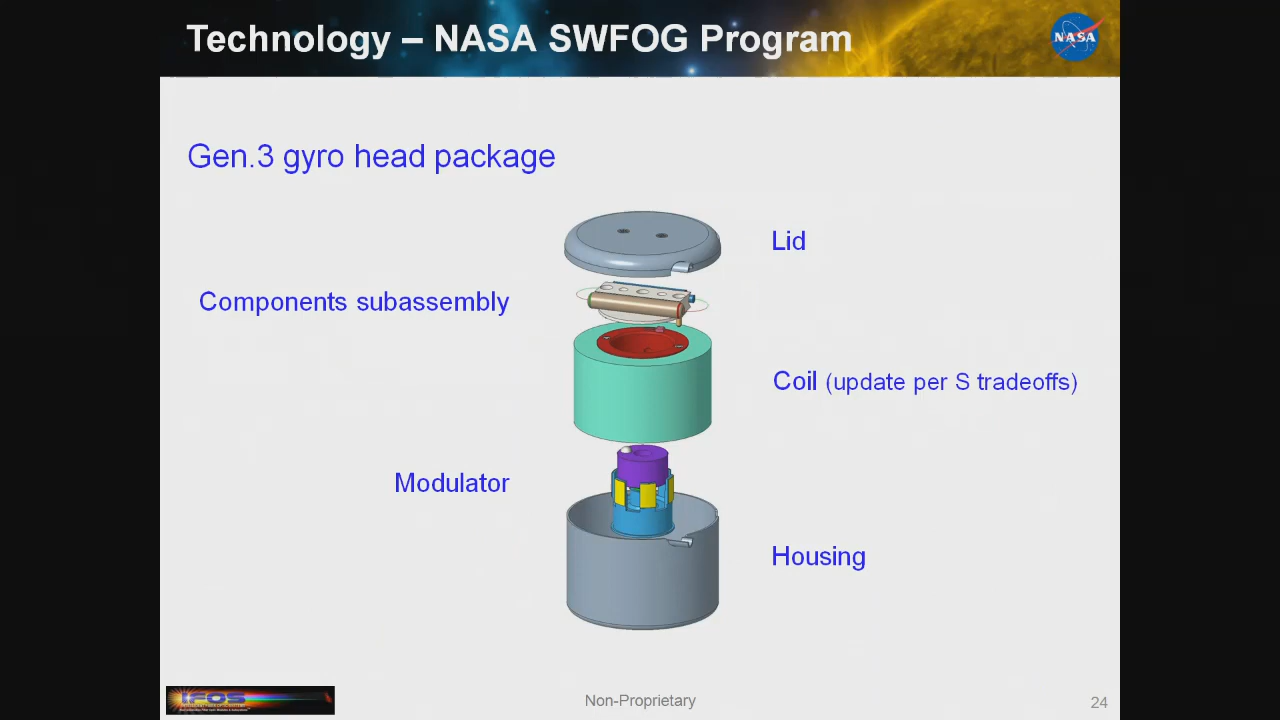 Technology – NASA SWFOG Program
NASA
Gen.3 gyro head package
Lid
Components subassembly
Coil (update per S tradeoffs)
Modulator
Housing
IFOS
Non-Proprietary
24